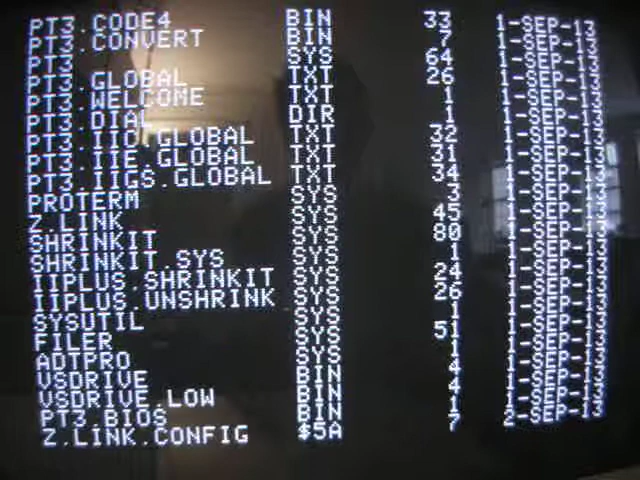 PT3.CODE4 BIN 33 1-SEP-13
PT3.CONVERT BIN 7 1-SEP-13
PT3 SYS 64 1-SEP-13
PT3.GLOBAL TXT 26 1-SEP-13
PT3.WELCOME TXT 1 1-SEP-13
PT3.DIAL DIR 1 1-SEP-13
PT3.IIC.GLOBAL TXT 32 1-SEP-13
PT3.IIE.GLOBAL TXT 31 1-SEP-13
PT3.IIGS.GLOBAL TXT 34 1-SEP-13
PROTERM SYS 3 1-SEP-13
Z.LINK SYS 45 1-SEP-13
SHRINKIT SYS 80 1-SEP-13
SHRINKIT.SYS SYS 1 1-SEP-13
IIPLUS.SHRINKIT SYS 24 1-SEP-13
IIPLUS.UNSHRINK SYS 26 1-SEP-13
SYSUTIL SYS 1 1-SEP-13
FILER SYS 51 1-SEP-13
ADTPRO SYS 1 1-SEP-13
VSDRIVE BIN 4 1-SEP-13
VSDRIVE.LOW BIN 4 1-SEP-13
PT3.BIOS BIN 1 1-SEP-13
Z.LINK.CONFIG $5A 7 2-SEP-13